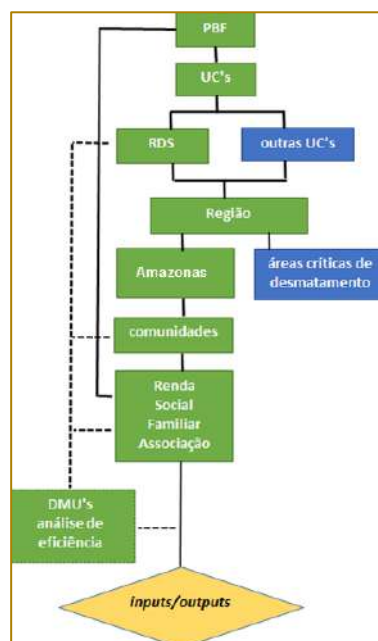 PBF
UC's
RDS
outras UC's
Região
Amazonas
áreas críticas de
desmatamento
comunidades
Renda
Social
Familiar
Associação
DMU's
análise de
eficiência
inputs/outputs